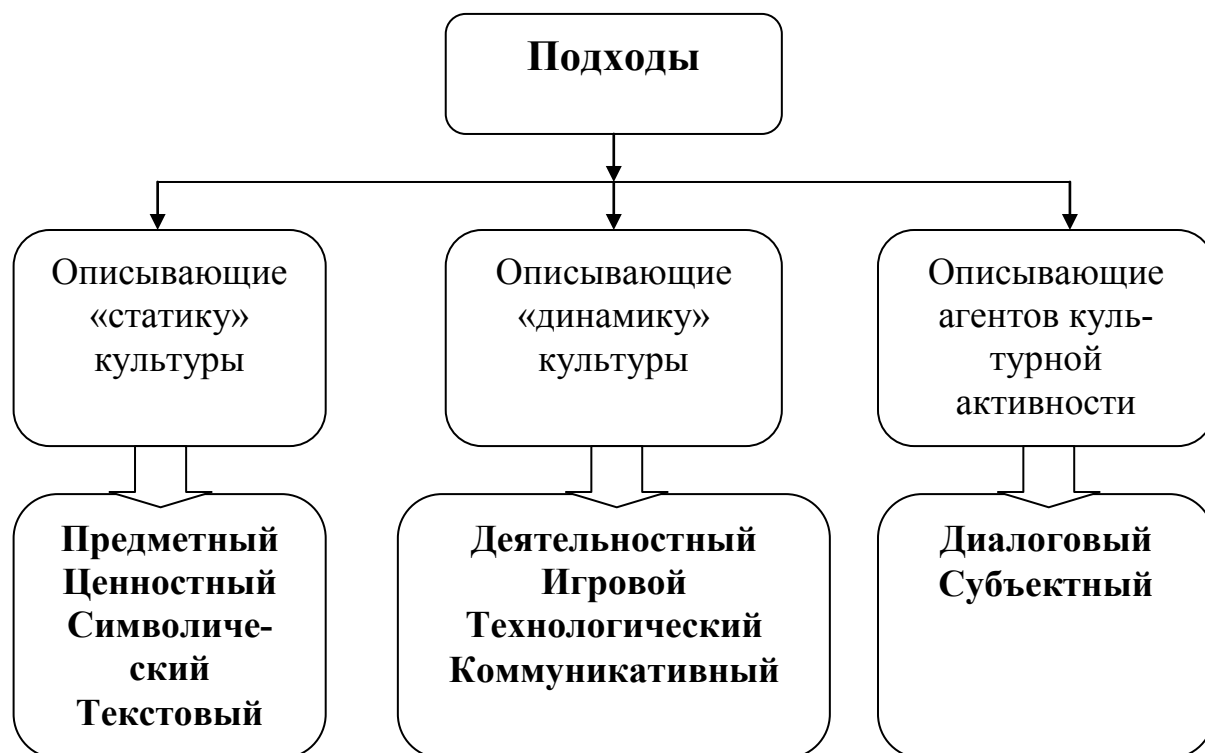 Подходы
Описывающие
«статику»
культуры
Описывающие
«динамику»
культуры
Описывающие
агентов куль-
турной
активности
Предметный
Ценностный
Символиче-
ский
Текстовый
Деятельностный
Игровой
Технологический
Коммуникативный
Диалоговый
Субъектный